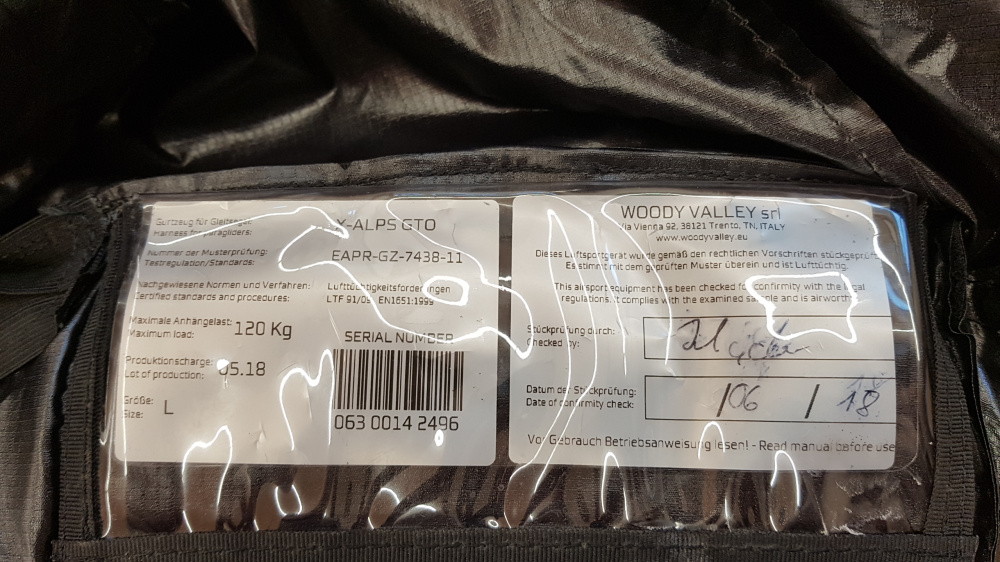 Gurtzeug für
Harness for Paragliders:
X-ALPS GTO
Nummer der Musterprüfung:
Testregulation/Standards:
EAPR-GZ-7438-11
Nachgewiesene Normen und Verfahren:
Certified standards and procedures:
Lufttüchtigkeitsforderungen
LTF 91/09 EN1651:1999
Maximale Anhängelast:
Maximum load:
120 Kg
Produktionscharge:
Lot of production:
05.18
Größe:
Size:
L
SERIAL NUMBER
063 0014 2496
WOODY VALLEY srl
Via Vienna 92, 38121 Trento, TN, ITALY
www.woodyvalley.eu
Dieses Luftsportgerät wurde gemäß den rechtlichen Vorschriften stückgeprüft.
Es stimmt mit dem geprüften Muster überein und ist Lufttüchtig.
This airsport equipment has been checked for conformity with the legal
regulations. It complies with the examined sample and is airworthy
Stückprüfung durch:
Checked by:
Datum der Stückprüfung:
Date of confirmity check:
/06 / 18
Vor Gebrauch Betriebsanweisung lesen! - Read manual before use